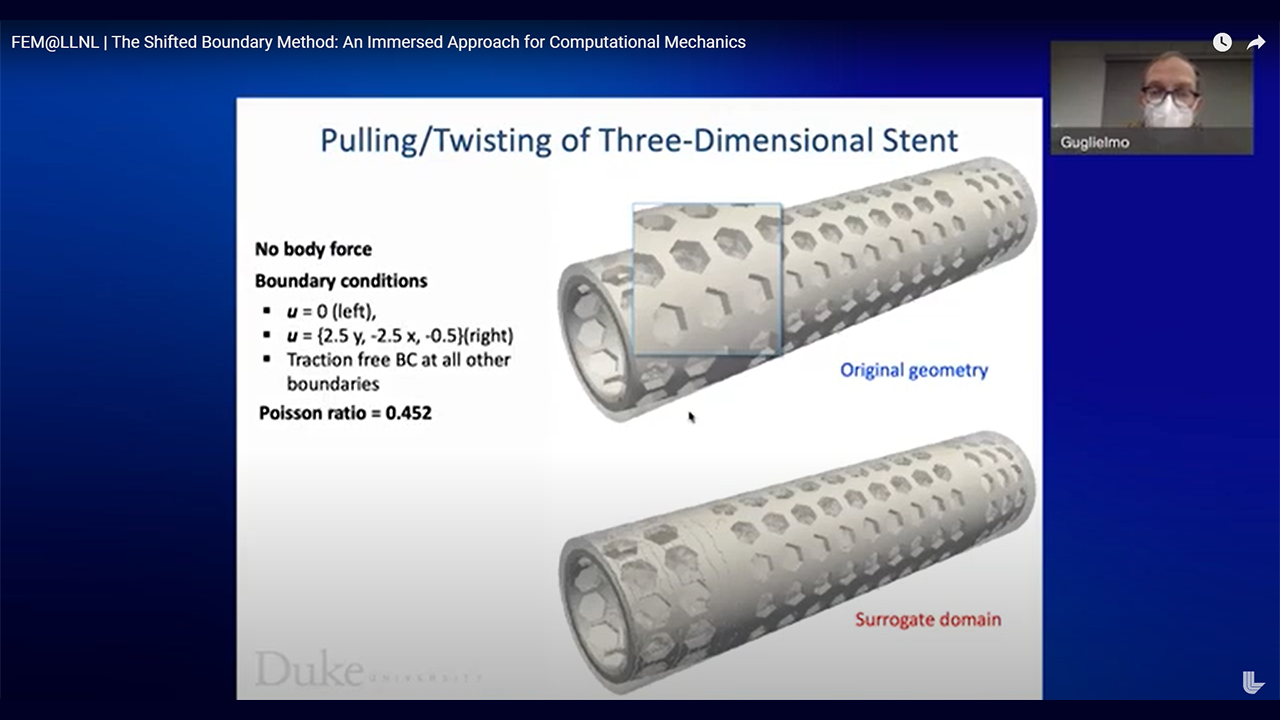 FEM@LLNL | The Shifted Boundary Method: An Immersed Approach for Computational Mechanics
Guglielmo
Pulling/Twisting of Three-Dimensional Stent
No body force
Boundary conditions
▪ u = 0 (left),
▪ u = {2.5 y, -2.5 x, -0.5}(right)
▪ Traction free BC at all other
boundaries
Poisson ratio = 0.452
Original geometry
Surrogate domain
Duke UNIVERSITY